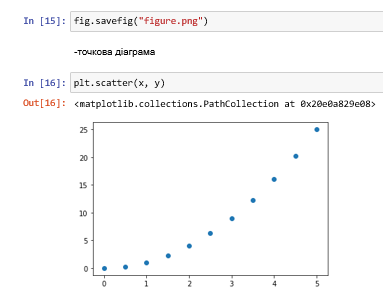 In [15]: fig.savefig("figure.png")
-точкова діаграма
In [16]: plt.scatter(x, y)
Out[16]: <matplotlib.collections.PathCollection at 0x20e0a829e08>
25
20
15
10
5
0
0 1 2 3 4 5